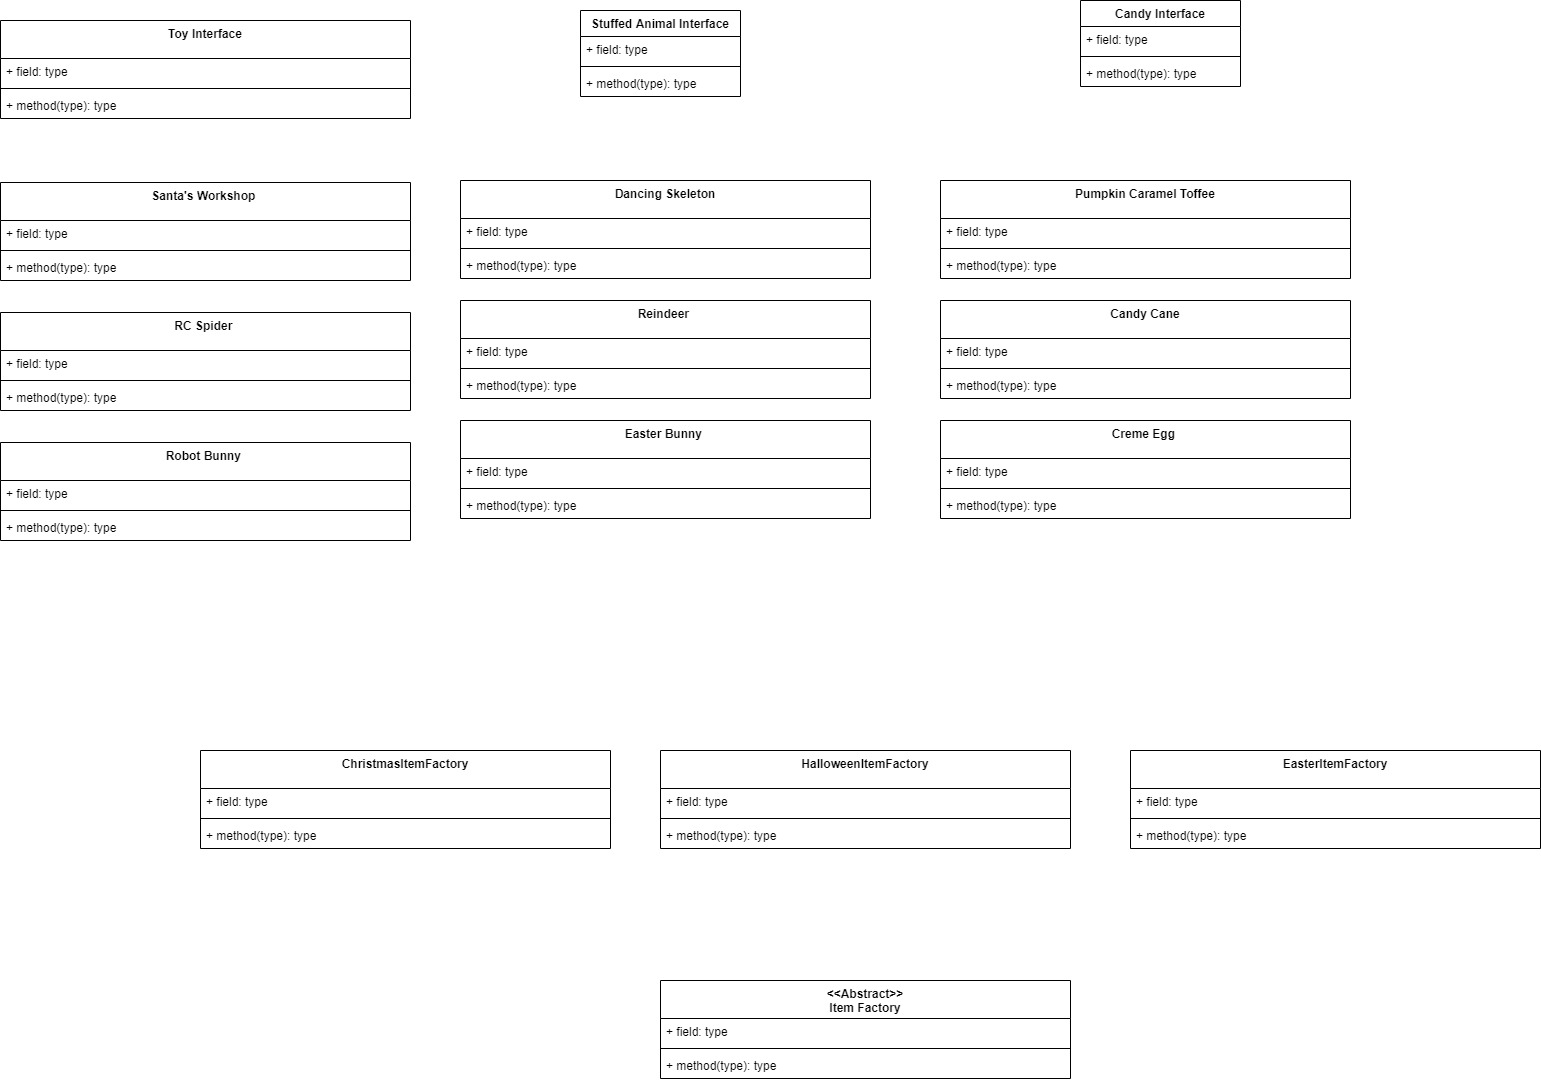 Toy Interface
+ field: type
+ method(type): type
Stuffed Animal Interface
+ field: type
+ method(type): type
Candy Interface
+ field: type
+ method(type): type
Santa's Workshop
+ field: type
+ method(type): type
Dancing Skeleton
+ field: type
+ method(type): type
Pumpkin Caramel Toffee
+ field: type
+ method(type): type
RC Spider
+ field: type
+ method(type): type
Reindeer
+ field: type
+ method(type): type
Candy Cane
+ field: type
+ method(type): type
Robot Bunny
+ field: type
+ method(type): type
Easter Bunny
+ field: type
+ method(type): type
Creme Egg
+ field: type
+ method(type): type
ChristmasItemFactory
+ field: type
+ method(type): type
HalloweenItemFactory
+ field: type
+ method(type): type
EasterItemFactory
+ field: type
+ method(type): type
<<Abstract>>
Item Factory
+ field: type
+ method(type): type